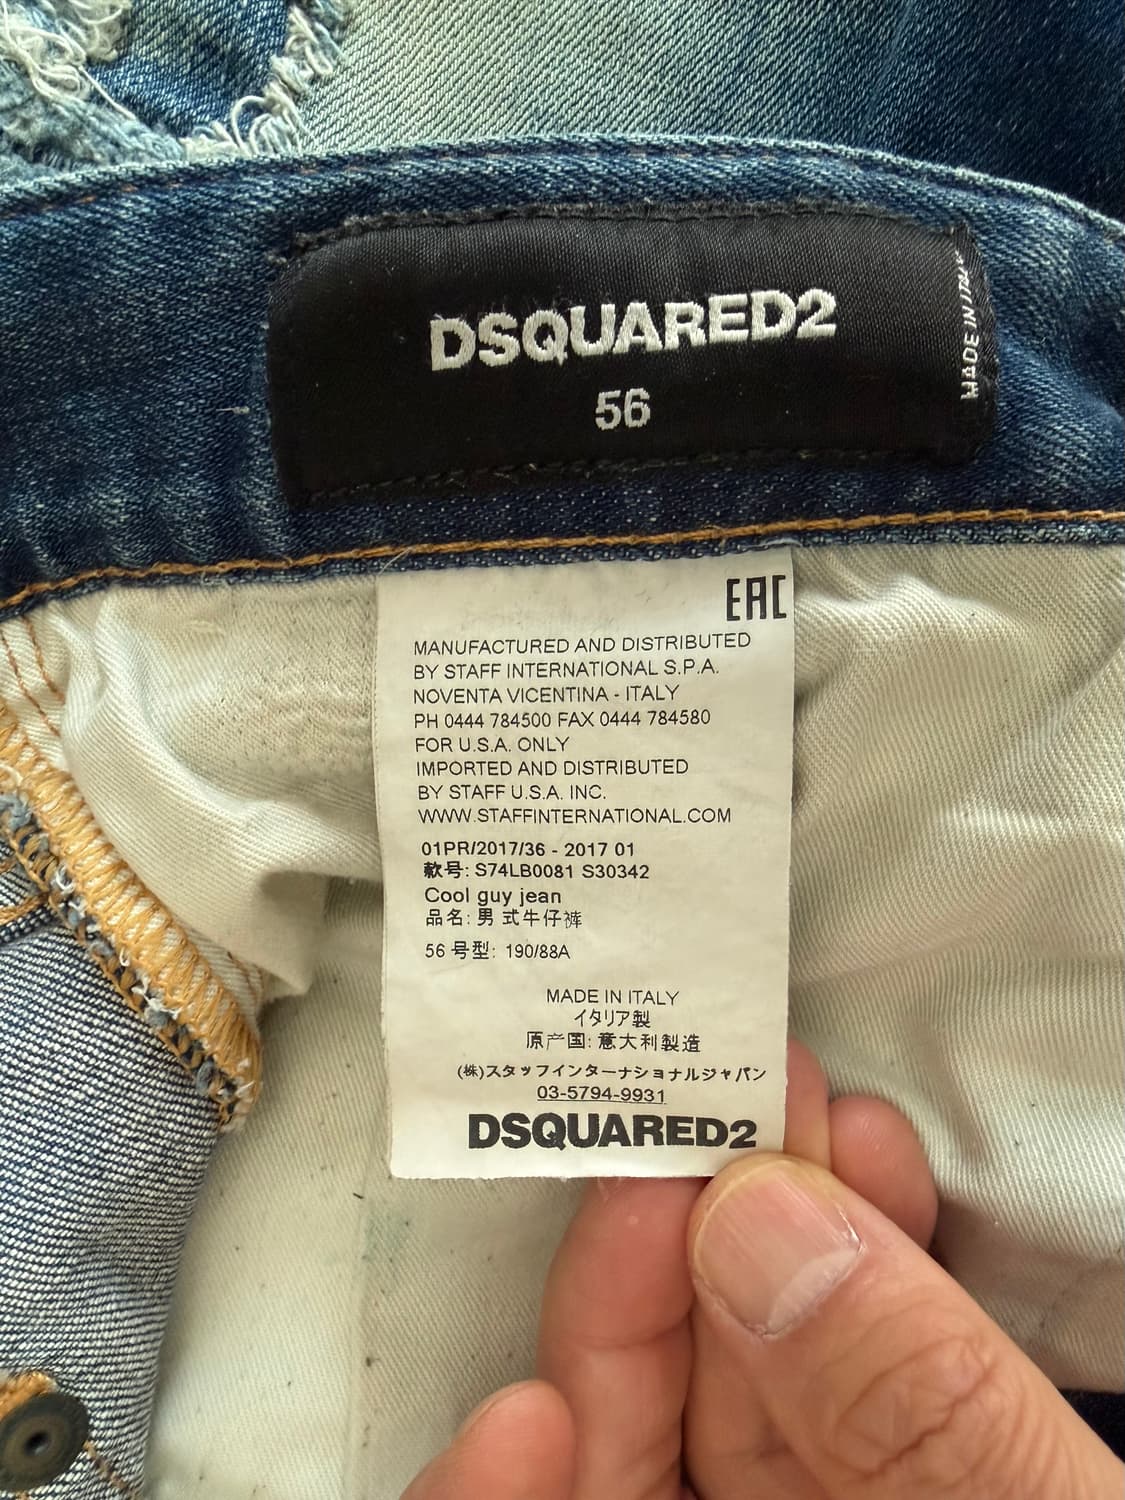 DSQUARED2
56
MADE IN ITALY
EAC
MANUFACTURED AND DISTRIBUTED
BY STAFF INTERNATIONAL S.P.A.
NOVENTA VICENTINA - ITALY
PH 0444 784500 FAX 0444 784580
FOR U.S.A. ONLY
IMPORTED AND DISTRIBUTED
BY STAFF U.S.A. INC.
WWW.STAFFINTERNATIONAL.COM
01PR/2017/36 - 2017 01
款号: S74LB0081 S30342
Cool guy jean
品名: 男 式牛仔裤
56 号型: 190/88A
MADE IN ITALY
イタリア製
原产国: 意大利製造
(株)スタッフインターナショナルジャパン
03-5794-9931
DSQUARED2